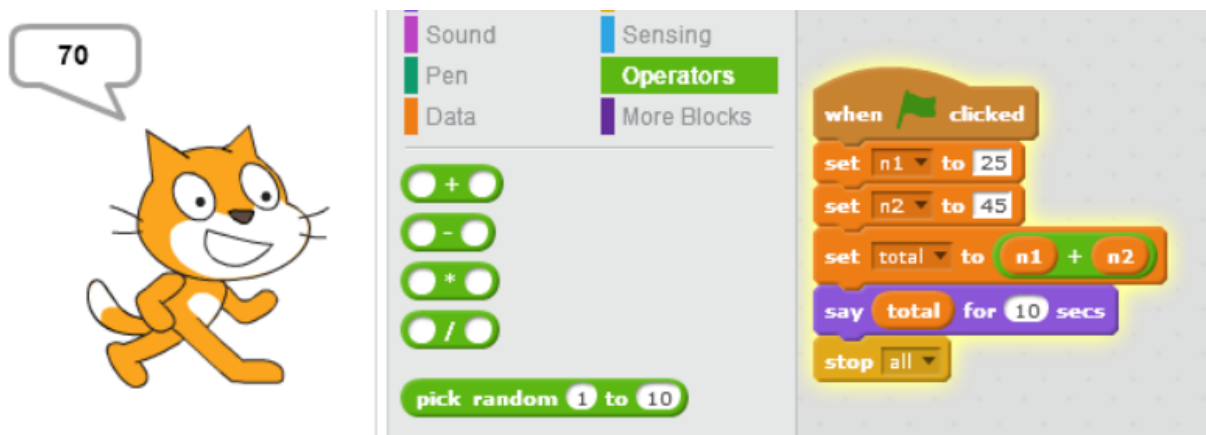 70
Sound
Sensing
Pen
Operators
Data
More Blocks
+
-
*
/
pick random 1 to 10
when clicked
set n1 to 25
set n2 to 45
set total to n1 + n2
say total for 10 secs
stop all